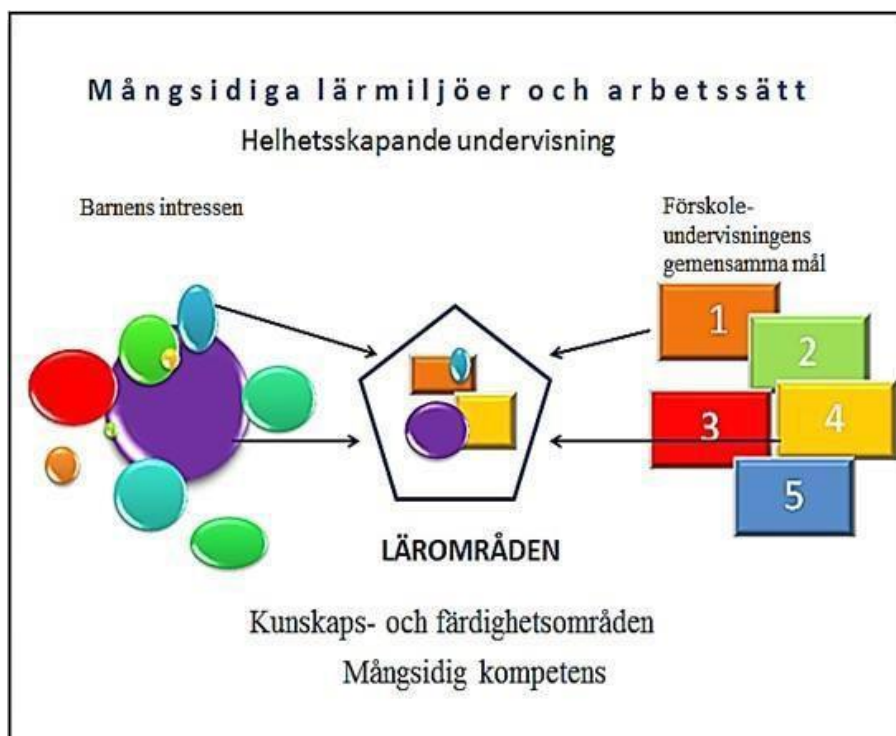 Mångsidiga lärmiljöer och arbetssätt
Helhetsskapande undervisning
Barnens intressen
Förskole-
undervisningens
gemensamma mål
1
2
3
4
5
LÄROMRÅDEN
Kunskaps- och färdighetsområden
Mångsidig kompetens